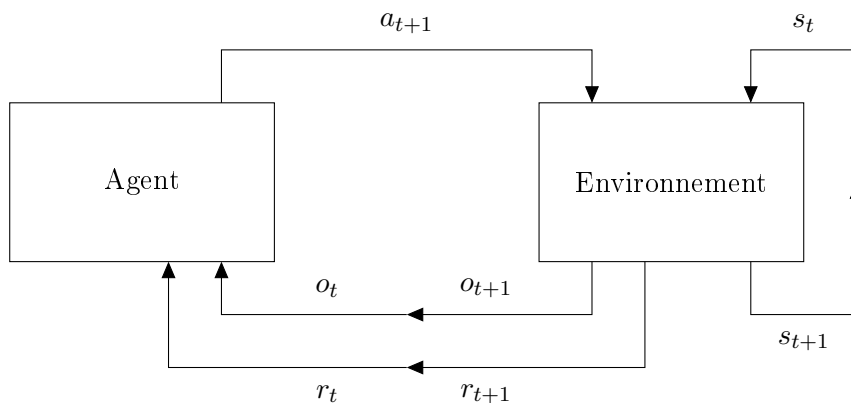 a_{t+1}
s_t
Agent
Environnement
o_t
o_{t+1}
s_{t+1}
r_t
r_{t+1}